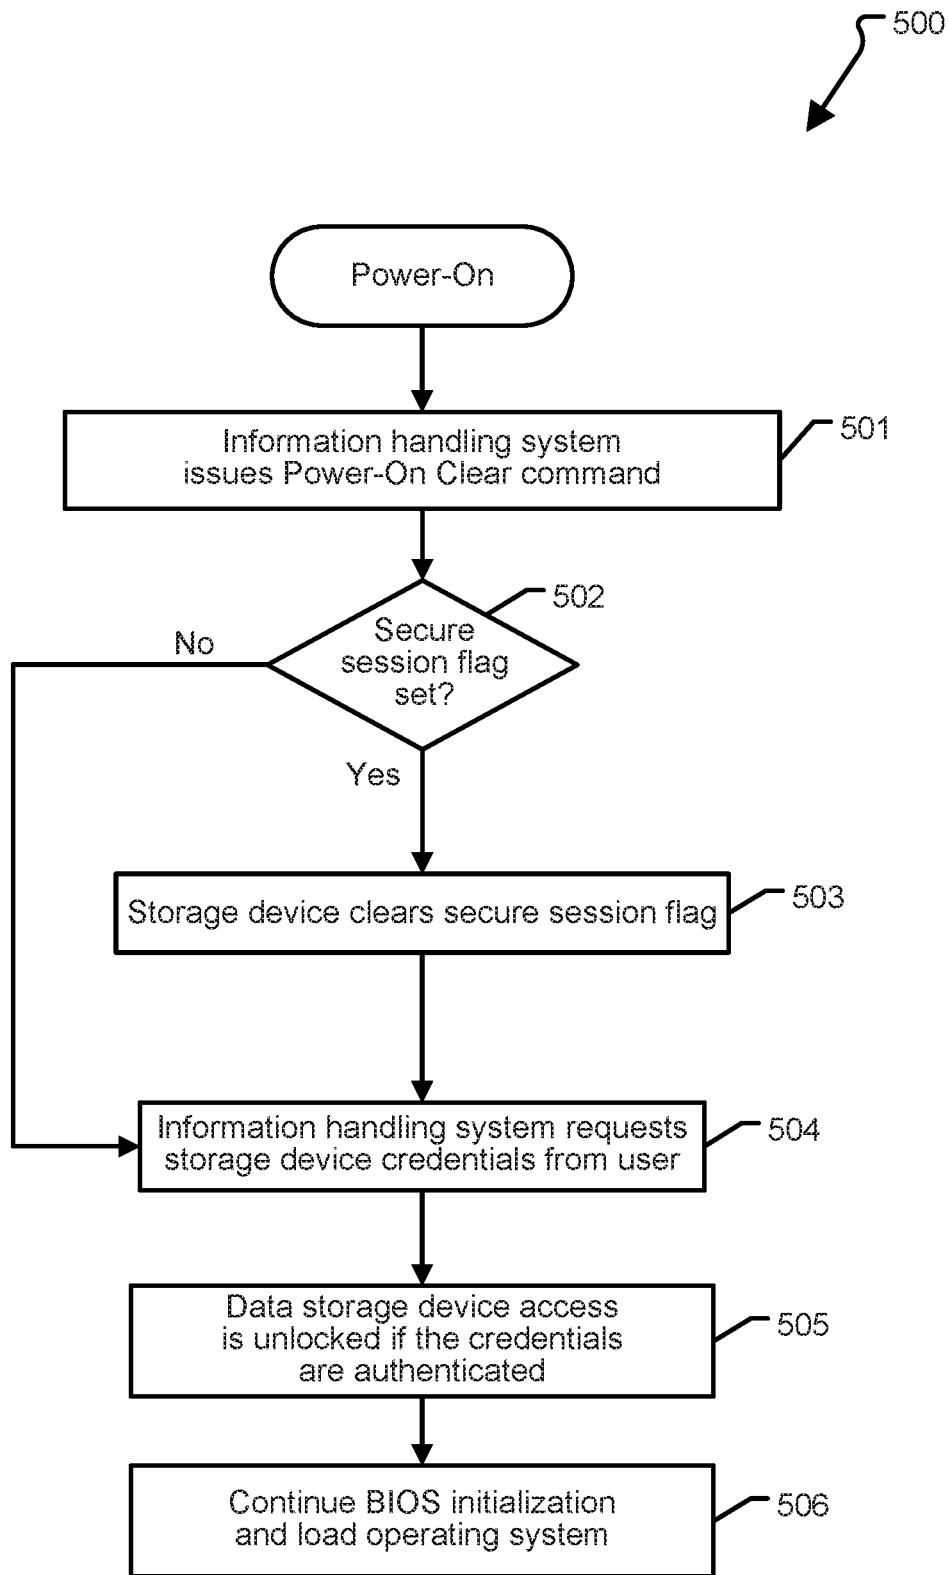 500
Power-On
Information handling system
issues Power-On Clear command
501
502
Secure
session flag
set?
No
Yes
Storage device clears secure session flag
503
Information handling system requests
storage device credentials from user
504
Data storage device access
is unlocked if the credentials
are authenticated
505
Continue BIOS initialization
and load operating system
506